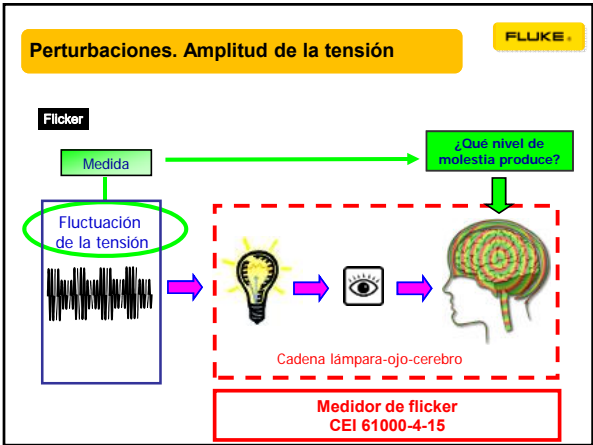 Perturbaciones. Amplitud de la tensión
FLUKE®
Flicker
Medida
¿Qué nivel de
molestia produce?
Fluctuación
de la tensión
Cadena lámpara-ojo-cerebro
Medidor de flicker
CEI 61000-4-15